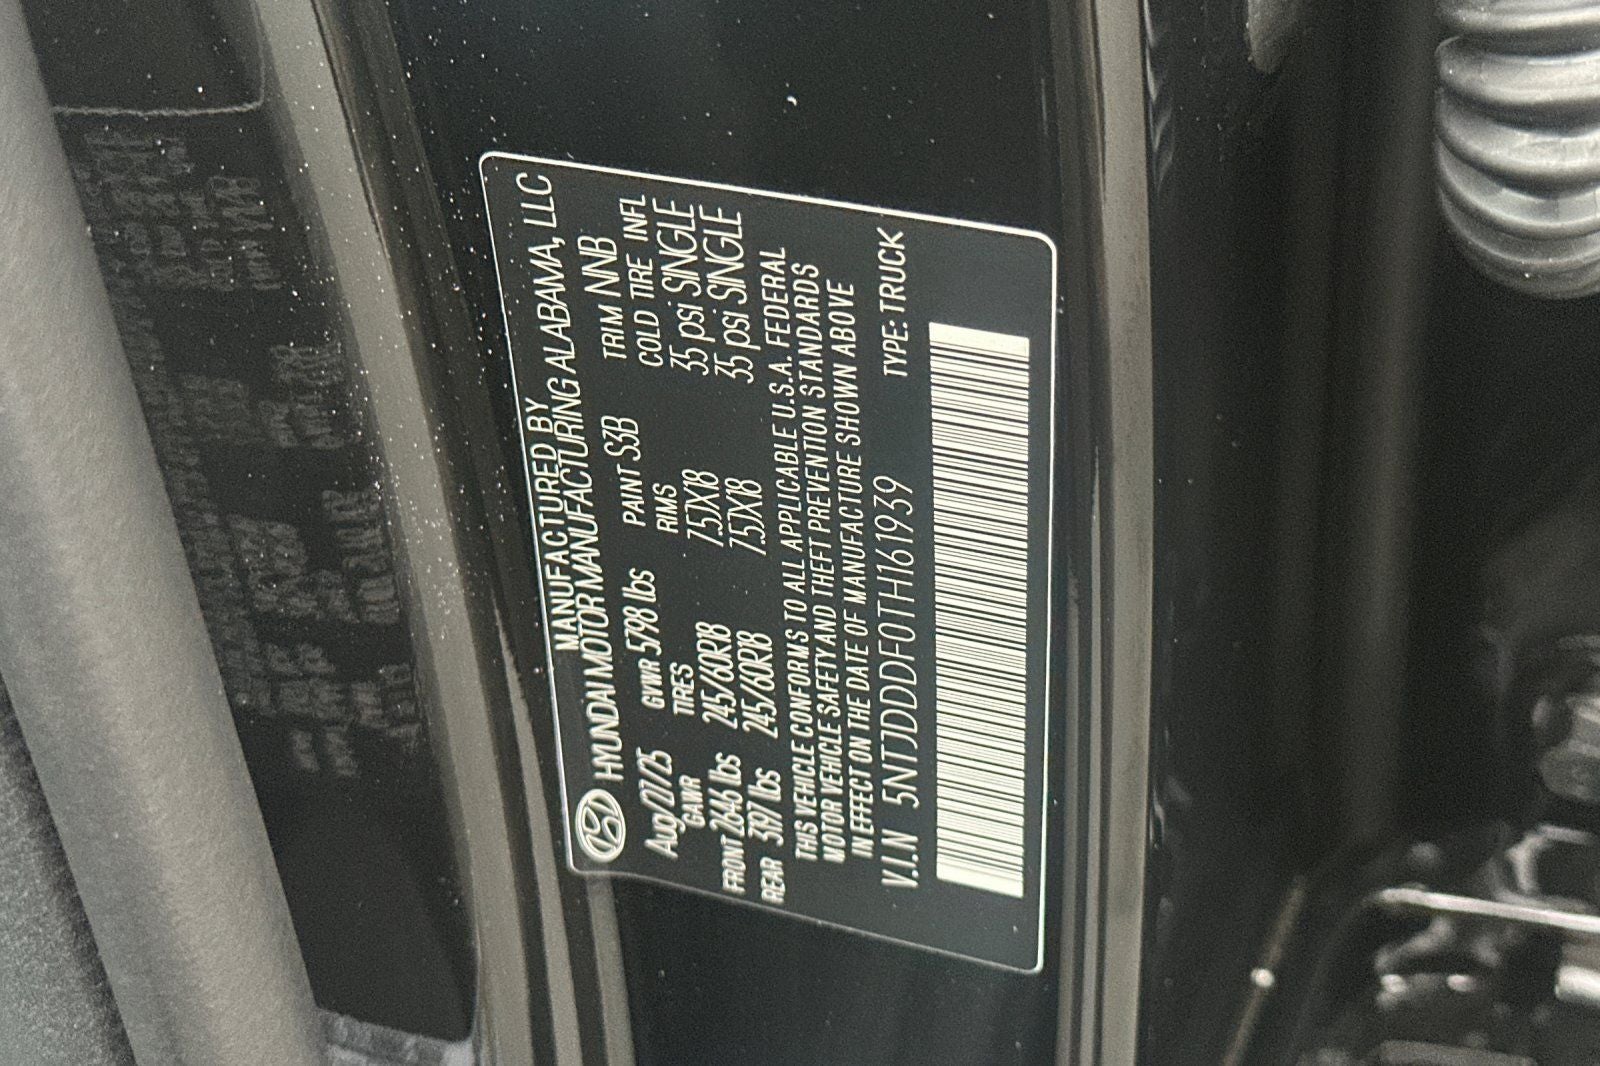 MANUFACTURED BY
HYUNDAI MOTOR MANUFACTURING ALABAMA, LLC
Aug/27/25 GVWR 5798 lbs PAINT S3B TRIM NNB
GAWR TIRES RIMS COLD TIRE INFL
FRONT 2646 lbs 245/60R18 7.5JX18 35 psi SINGLE
REAR 3197 lbs 245/60R18 7.5JX18 35 psi SINGLE
THIS VEHICLE CONFORMS TO ALL APPLICABLE U.S.A. FEDERAL
MOTOR VEHICLE SAFETY AND THEFT PREVENTION STANDARDS
IN EFFECT ON THE DATE OF MANUFACTURE SHOWN ABOVE
V.I.N 5NTJDDDF0TH161939 TYPE: TRUCK